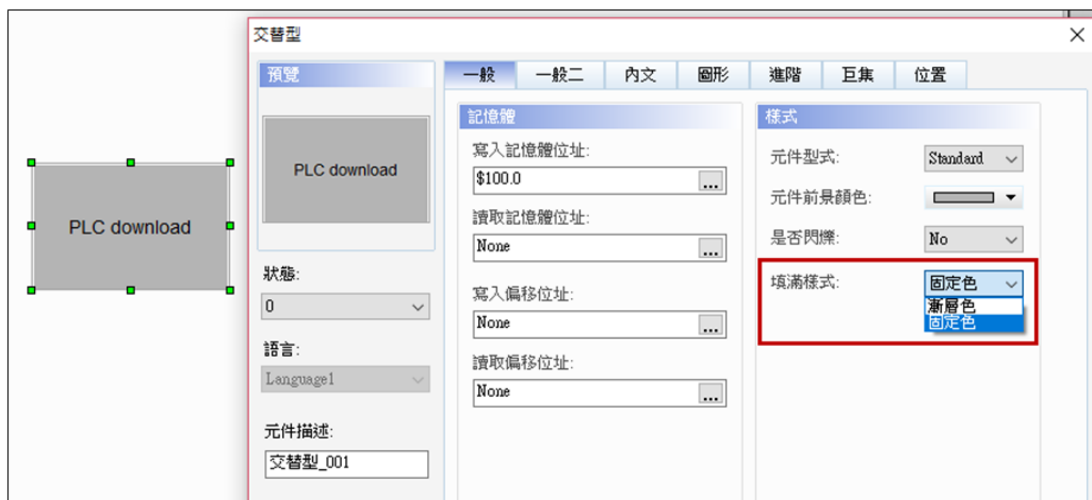 交替型
預覽
PLC download
PLC download
狀態:
0
語言:
Language1
元件描述:
交替型_001
一般
一般二
內文
圖形
進階
巨集
位置
記憶體
寫入記憶體位址:
$100.0
...
讀取記憶體位址:
None
...
寫入偏移位址:
None
...
讀取偏移位址:
None
...
樣式
元件型式:
Standard
元件前景顏色:
是否閃爍:
No
填滿樣式:
固定色
漸層色
固定色